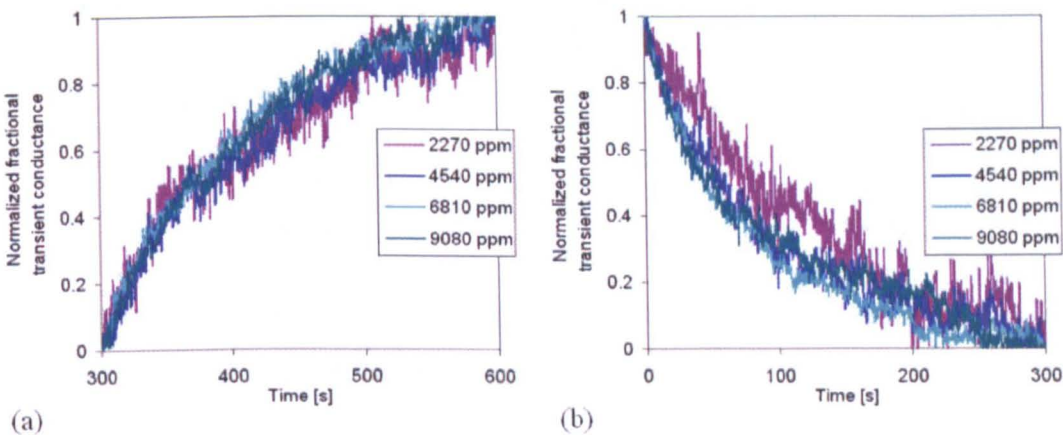 1
0.8
0.6
0.4
0.2
0
Normalized fractional
transient conductance
300
400
500
600
Time [s]
2270 ppm
4540 ppm
6810 ppm
9080 ppm
(a)
1
0.8
0.6
0.4
0.2
0
Normalized fractional
transient conductance
0
100
200
300
Time [s]
2270 ppm
4540 ppm
6810 ppm
9080 ppm
(b)